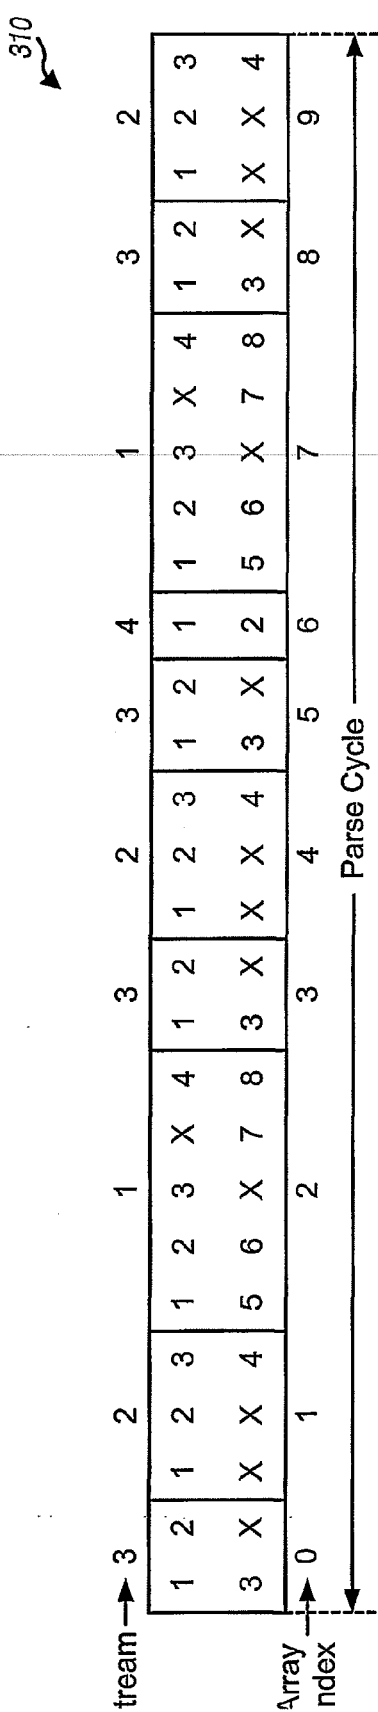 310
tream 3 2 1 3 2 3 4 1 3 2
1 2 1 2 3 1 2 3 X 4 1 2 1 2 3 1 2 1 1 2 3 X 4 1 2 1 2 3
3 X X X 4 5 6 X 7 8 3 X X X 4 3 X 2 5 6 X 7 8 3 X X X 4
Array
ndex 0 1 2 3 4 5 6 7 8 9
Parse Cycle